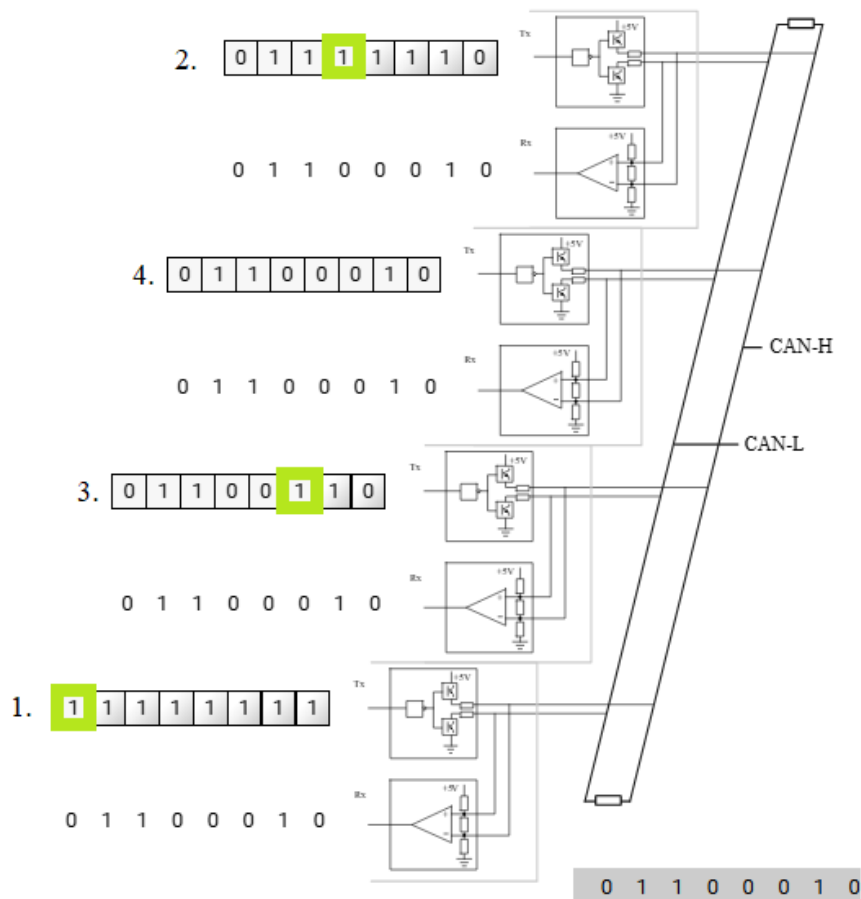 Tx
+5V
2. 0 1 1 1 1 1 1 0
Rx
+5V
0 1 1 0 0 0 1 0
Tx
+5V
4. 0 1 1 0 0 0 1 0
CAN-H
Rx
+5V
0 1 1 0 0 0 1 0
CAN-L
Tx
+5V
3. 0 1 1 0 0 1 1 0
Rx
+5V
0 1 1 0 0 0 1 0
Tx
+5V
1. 1 1 1 1 1 1 1 1
Rx
+5V
0 1 1 0 0 0 1 0
0 1 1 0 0 0 1 0